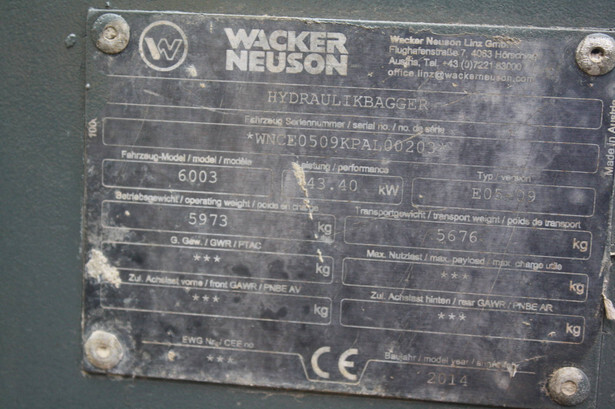 WACKER
NEUSON
Wacker Neuson Linz GmbH
Flughafenstraße 7, 4063 Hörsching
Austria, Tel. +43 (0)7221 63000
office.linz@wackerneuson.com
HYDRAULIKBAGGER
Fahrzeug Seriennummer / serial no. / no. de série
*WNCE0509KPAL00203*
Fahrzeug-Model / model / modèle
6003
Leistung / performance
43.40 kW
Typ, version
Betriebsgewicht / operating weight / poids en charge
5973 kg
Transportgewicht / transport weight / poids de transport
5676 kg
G. Gew. / GWR / PTAC
*** kg
Max. Nutzlast / max. payload / max. charge utile
*** kg
Zul. Achslast vorne / front GAWR / PNBE AV
*** kg
Zul. Achslast hinten / rear GAWR / PNBE AR
*** kg
EWG Nr. / CEE no
***
CE
Baujahr / model year /
2014
100A
Made in Austria